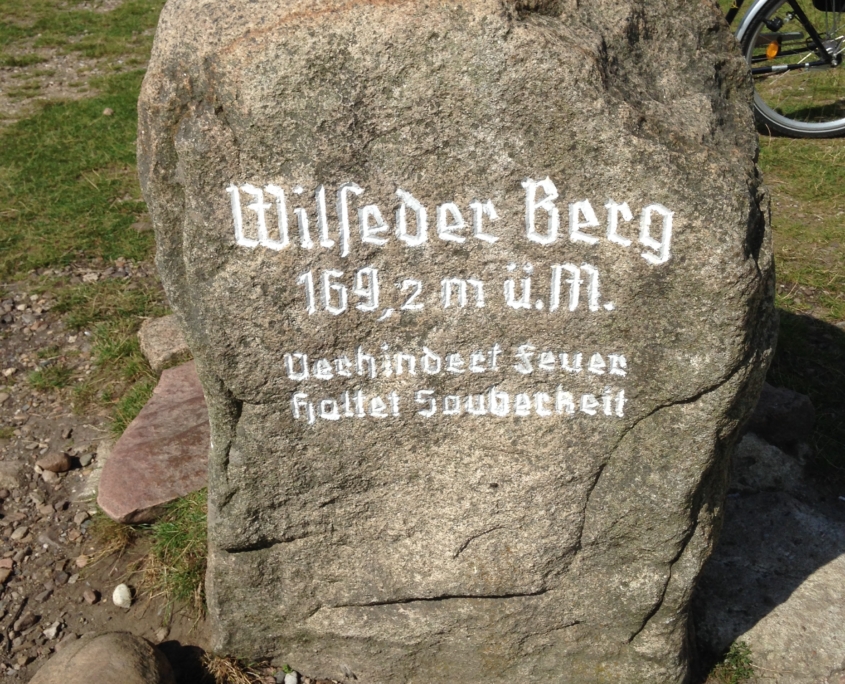 Wilſeder Berg
169,2 m ü.M.
Verhindert Feuer
Haltet Sauberkeit